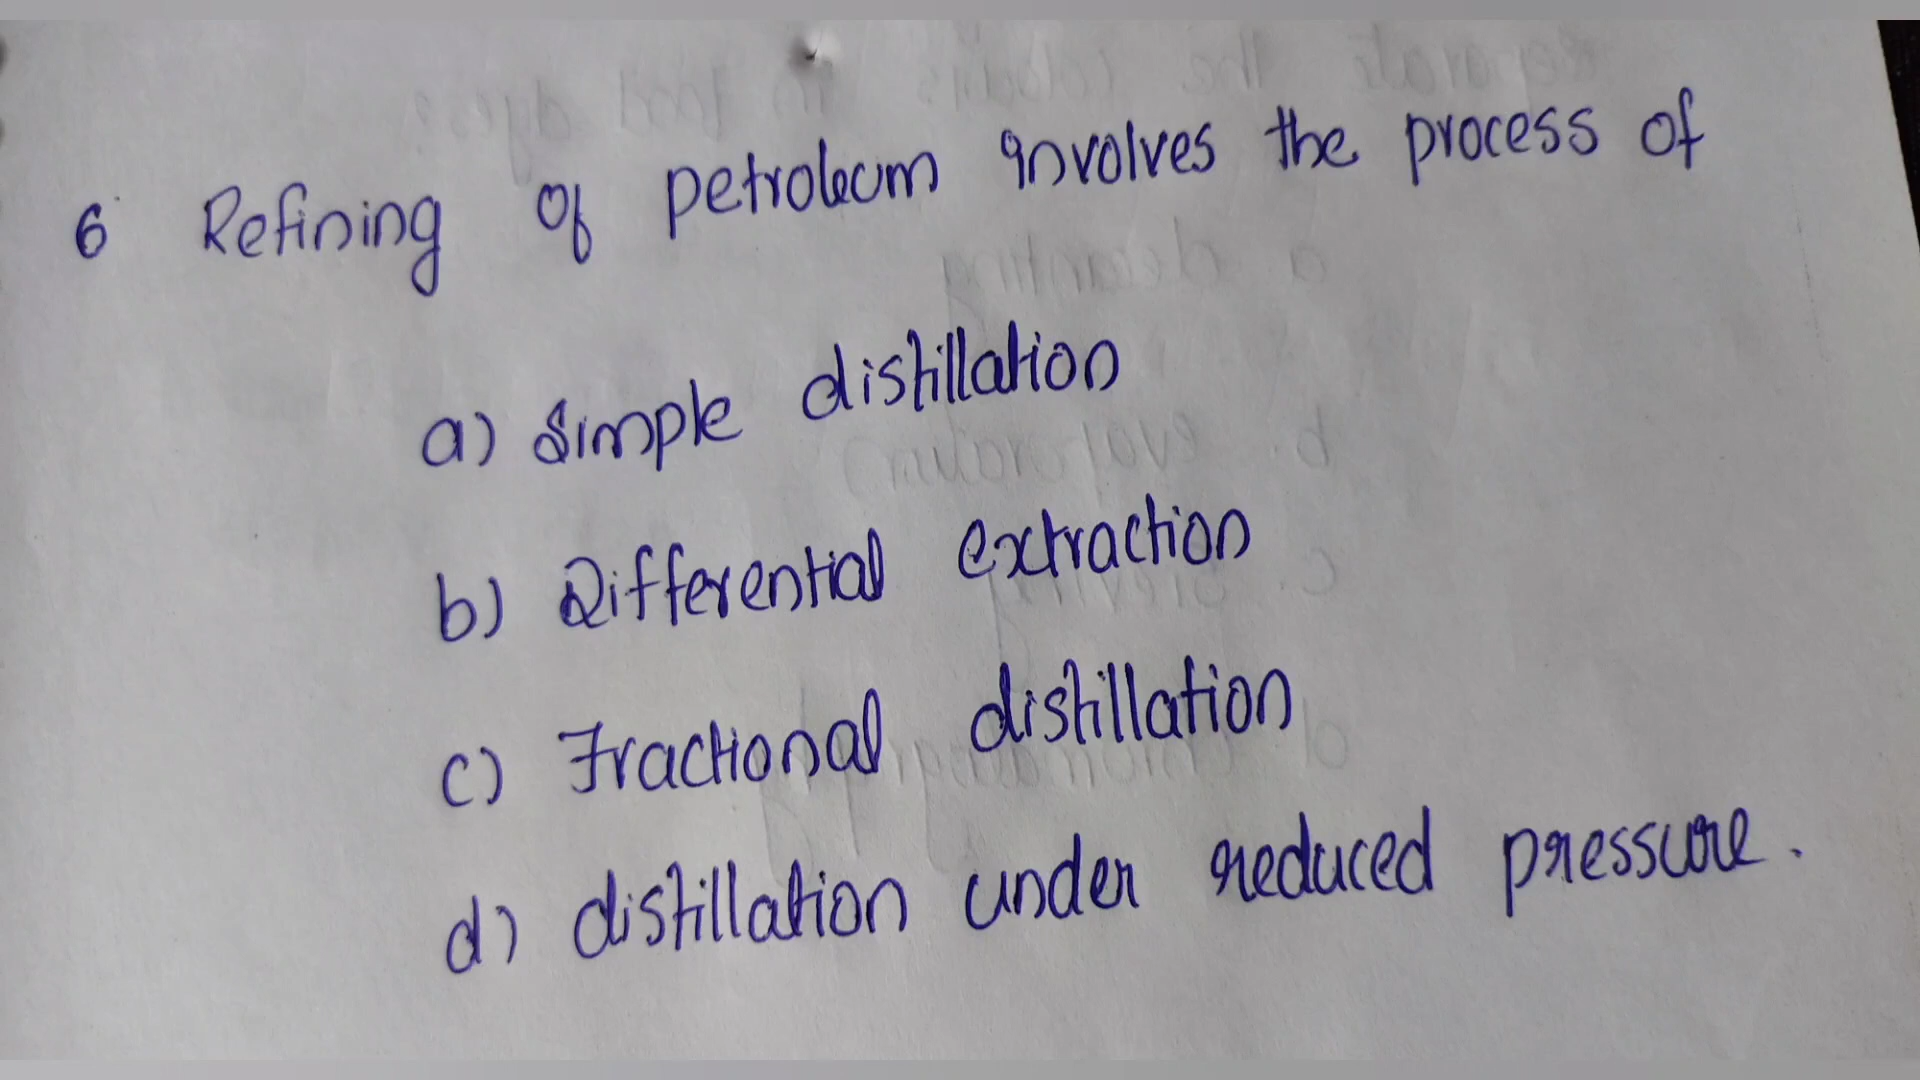 6 Refining of petroleum involves the process of
a) Simple distillation
b) Differential extraction
c) Fractional distillation
d) distillation under reduced pressure.